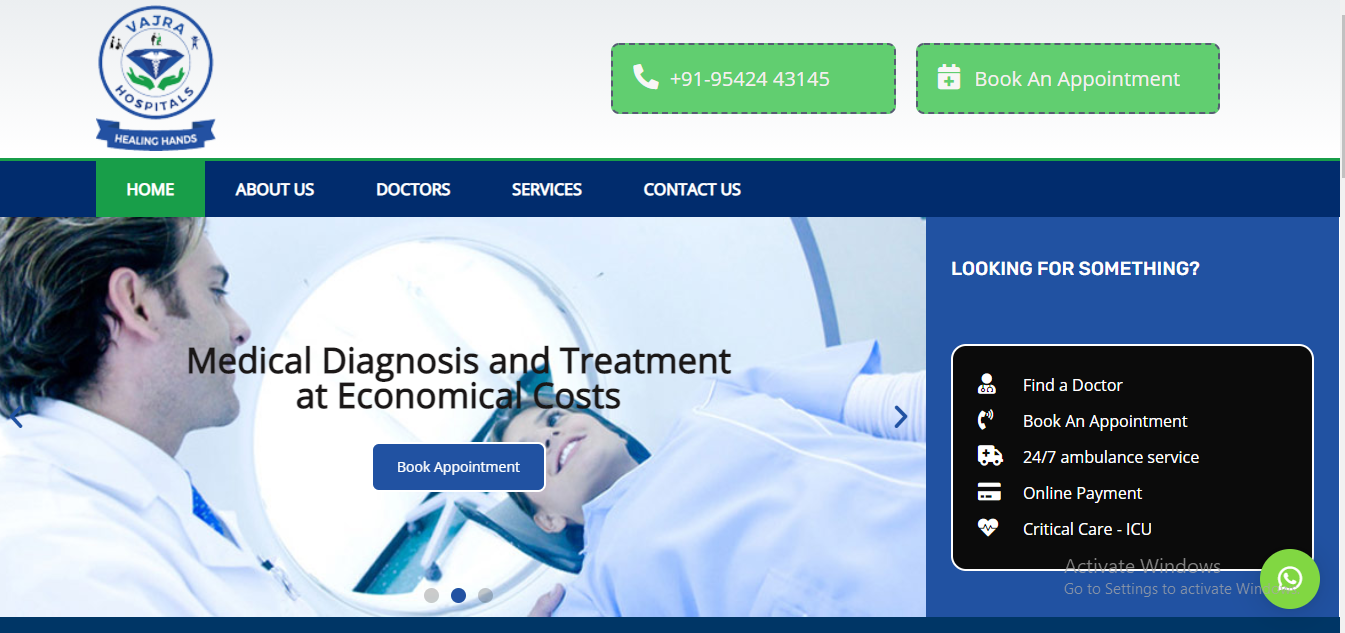 VAJRA
HOSPITALS
HEALING HANDS
+91-95424 43145
Book An Appointment
HOME
ABOUT US
DOCTORS
SERVICES
CONTACT US
Medical Diagnosis and Treatment
at Economical Costs
Book Appointment
LOOKING FOR SOMETHING?
Find a Doctor
Book An Appointment
24/7 ambulance service
Online Payment
Critical Care - ICU
Activate Windows
Go to Settings to activate